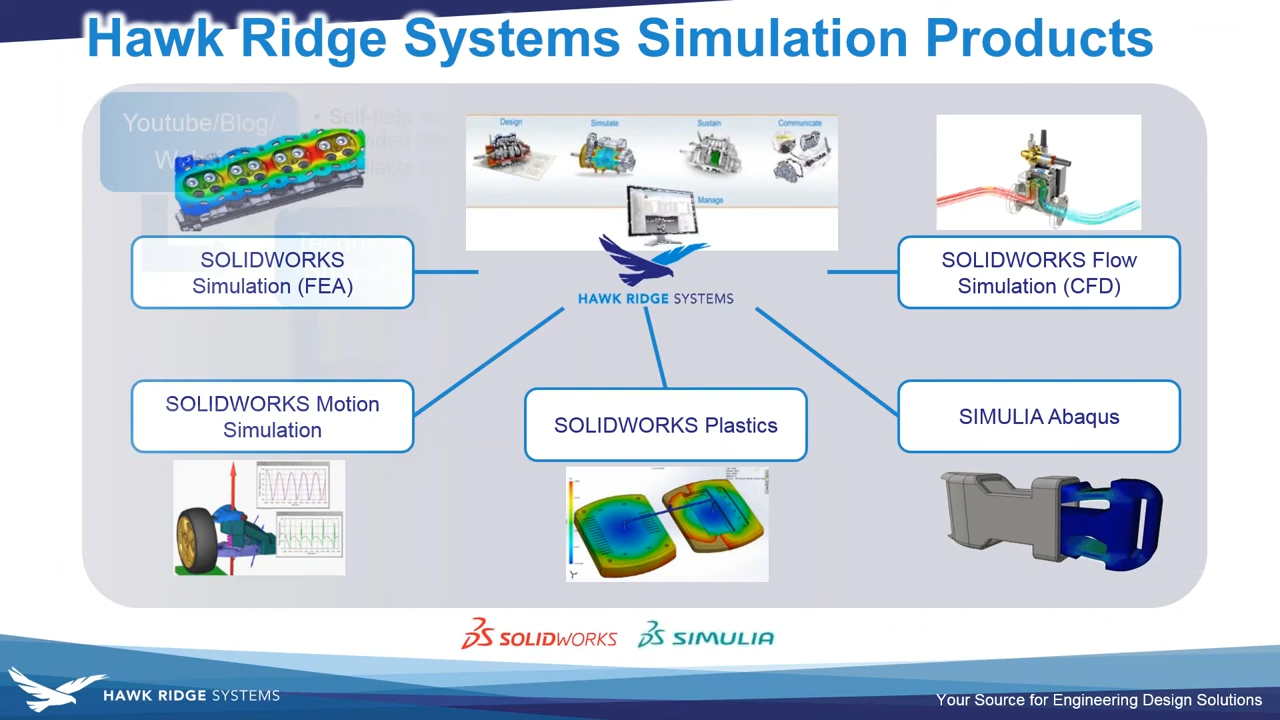 Hawk Ridge Systems Simulation Products
Youtube/Blog/
Design
Simulate
Sustain
Communicate
Manage
SOLIDWORKS
Simulation (FEA)
HAWK RIDGE SYSTEMS
SOLIDWORKS Flow
Simulation (CFD)
SOLIDWORKS Motion
Simulation
SOLIDWORKS Plastics
SIMULIA Abaqus
SOLIDWORKS
SIMULIA
HAWK RIDGE SYSTEMS
Your Source for Engineering Design Solutions